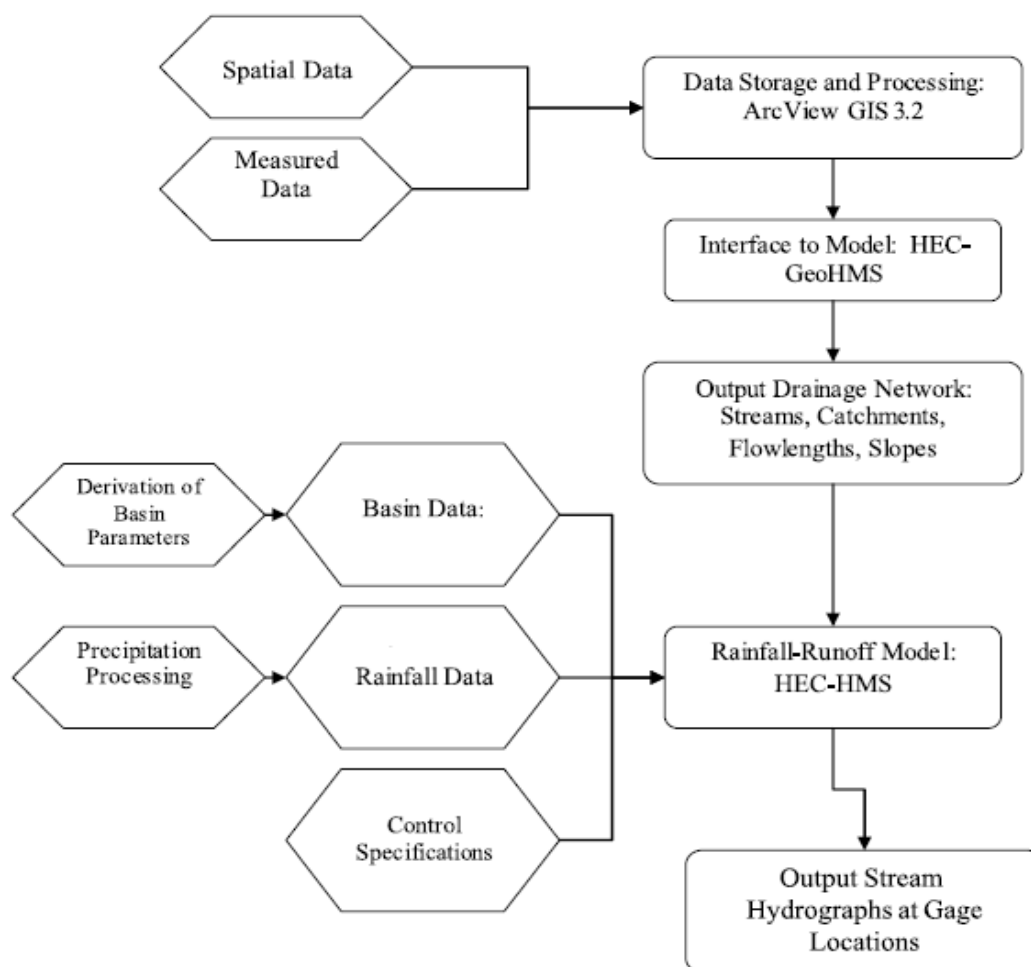 Spatial Data
Measured
Data
Data Storage and Processing:
ArcView GIS 3.2
Interface to Model: HEC-
GeoHMS
Output Drainage Network:
Streams, Catchments,
Flowlengths, Slopes
Derivation of
Basin
Parameters
Basin Data:
Precipitation
Processing
Rainfall Data
Control
Specifications
Rainfall-Runoff Model:
HEC-HMS
Output Stream
Hydrographs at Gage
Locations